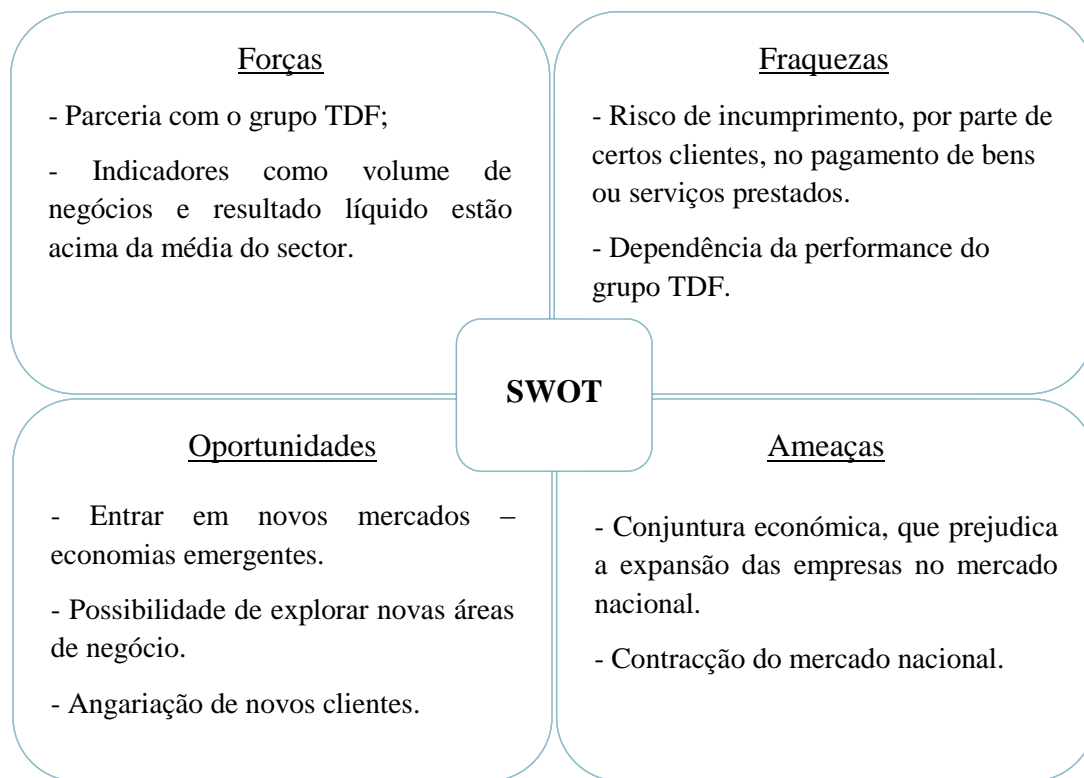 Forças
- Parceria com o grupo TDF;
- Indicadores como volume de
negócios e resultado líquido estão
acima da média do sector.
Fraquezas
- Risco de incumprimento, por parte de
certos clientes, no pagamento de bens
ou serviços prestados.
- Dependência da performance do
grupo TDF.
SWOT
Oportunidades
- Entrar em novos mercados –
economias emergentes.
- Possibilidade de explorar novas áreas
de negócio.
- Angariação de novos clientes.
Ameaças
- Conjuntura económica, que prejudica
a expansão das empresas no mercado
nacional.
- Contracção do mercado nacional.